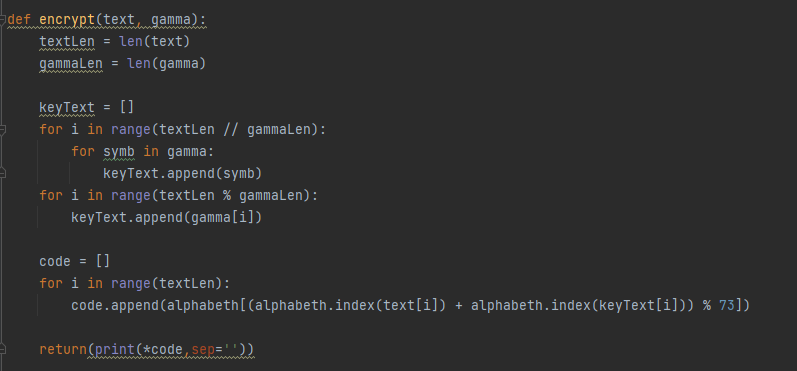 def encrypt(text, gamma):
    textLen = len(text)
    gammaLen = len(gamma)

    keyText = []
    for i in range(textLen // gammaLen):
        for symb in gamma:
            keyText.append(symb)
    for i in range(textLen % gammaLen):
        keyText.append(gamma[i])

    code = []
    for i in range(textLen):
        code.append(alphabeth[(alphabeth.index(text[i]) + alphabeth.index(keyText[i])) % 73])

    return(print(*code,sep=''))